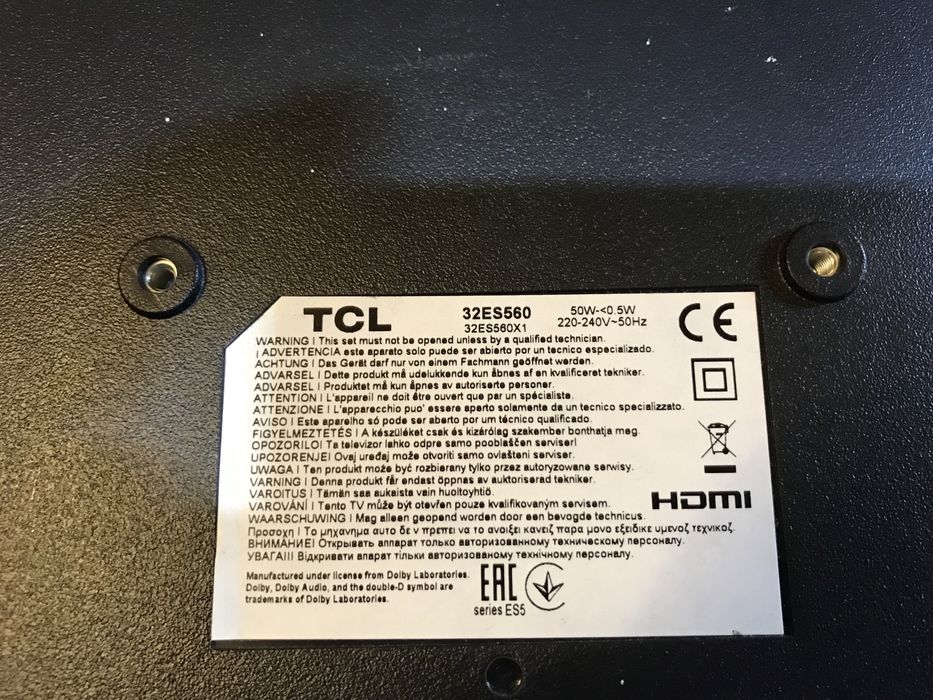 TCL
32ES560
32ES560X1
50W-<0.5W
220-240V~50Hz
CE
WARNING | This set must not be opened unless by a qualified technician.
¡ ADVERTENCIA este aparato solo puede ser abierto por un tecnico especializado.
ACHTUNG | Das Gerät darf nur von einem Fachmann geöffnet werden.
ADVARSEL | Dette produkt må udelukkende kun åbnes af en kvalificeret tekniker.
ADVARSEL | Produktet må kun åpnes av autoriserte personer.
ATTENTION | L'appareil ne doit être ouvert que par un spécialiste.
ATTENZIONE | L'apparecchio puo' essere aperto solamente da un tecnico specializzato.
AVISO | Este aparelho só pode ser aberto por um técnico qualificado.
FIGYELMEZTETÉS | A készüléket csak és kizárólag szakember bonthatja meg.
OPOZORILO| Ta televizor lahko odpre samo pooblaščen serviser!
UPOZORENJE| Ovaj uređaj može otvoriti samo ovlašteni serviser.
UWAGA | Ten produkt może być rozbierany tylko przez autoryzowane serwisy.
VARNING | Denna produkt får endast öppnas av auktoriserad tekniker.
VAROITUS | Tämän saa aukaista vain huoltoyhtiö.
VAROVÁNÍ | Tento TV může být otevřen pouze kvalifikovaným servisem.
WAARSCHUWING | Mag alleen geopend worden door een bevogde technicus.
Προσοχη | Το μηχανημα αυτο δε ν πρεπει να το ανοιξει κανεις παρα μονο εξειδικε υμενος τεχνικος.
ВНИМАНИЕ| Открывать аппарат только авторизованному техническому персоналу.
УВАГА!!| Відкривати апарат тільки авторизованому технічному персоналу.
HDMI
Manufactured under license from Dolby Laboratories.
Dolby, Dolby Audio, and the double-D symbol are
trademarks of Dolby Laboratories.
EAC
series ES5